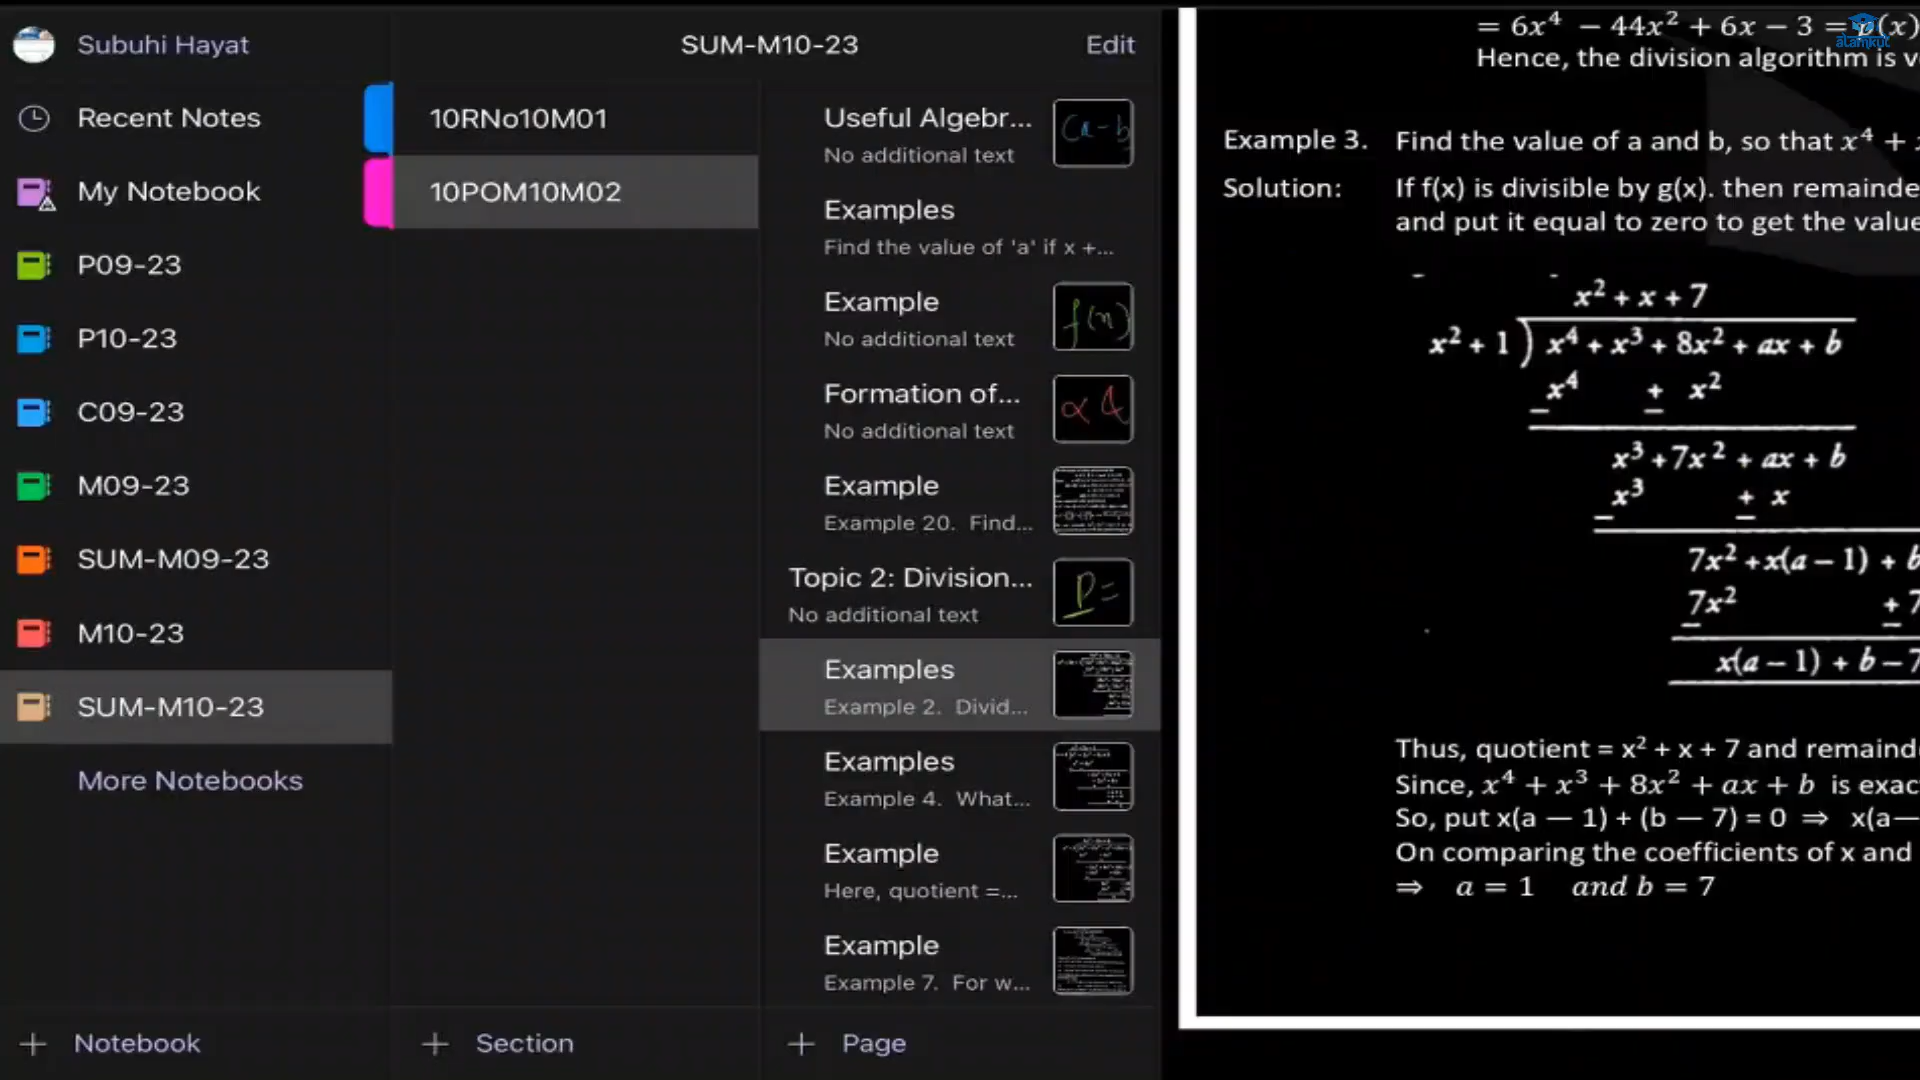 Subuhi Hayat
Recent Notes
My Notebook
P09-23
P10-23
C09-23
M09-23
SUM-M09-23
M10-23
SUM-M10-23
More Notebooks
+ Notebook
SUM-M10-23
Edit
10RNo10M01
10POM10M02
+ Section
Useful Algebr...
No additional text
Examples
Find the value of 'a' if x +...
Example
No additional text
Formation of...
No additional text
Example
Example 20. Find...
Topic 2: Division...
No additional text
Examples
Example 2. Divid...
Examples
Example 4. What...
Example
Here, quotient =...
Example
Example 7. For w...
+ Page
alamkul
= 6x⁴ − 44x² + 6x − 3 = p(x)
Hence, the division algorithm is
Example 3. Find the value of a and b, so that x⁴ +
Solution: If f(x) is divisible by g(x). then
and put it equal to zero to get the
x² + x + 7
x² + 1 ) x⁴ + x³ + 8x² + ax + b
x⁴ + x²
− −
x³ + 7x² + ax + b
x³ + x
− −
7x² + x(a − 1) + b
7x² + 7
− −
x(a − 1) + b − 7
Thus, quotient = x² + x + 7 and
Since, x⁴ + x³ + 8x² + ax + b is
So, put x(a — 1) + (b — 7) = 0 ⇒ x(a—
On comparing the coefficients of x and
⇒ a = 1 and b = 7